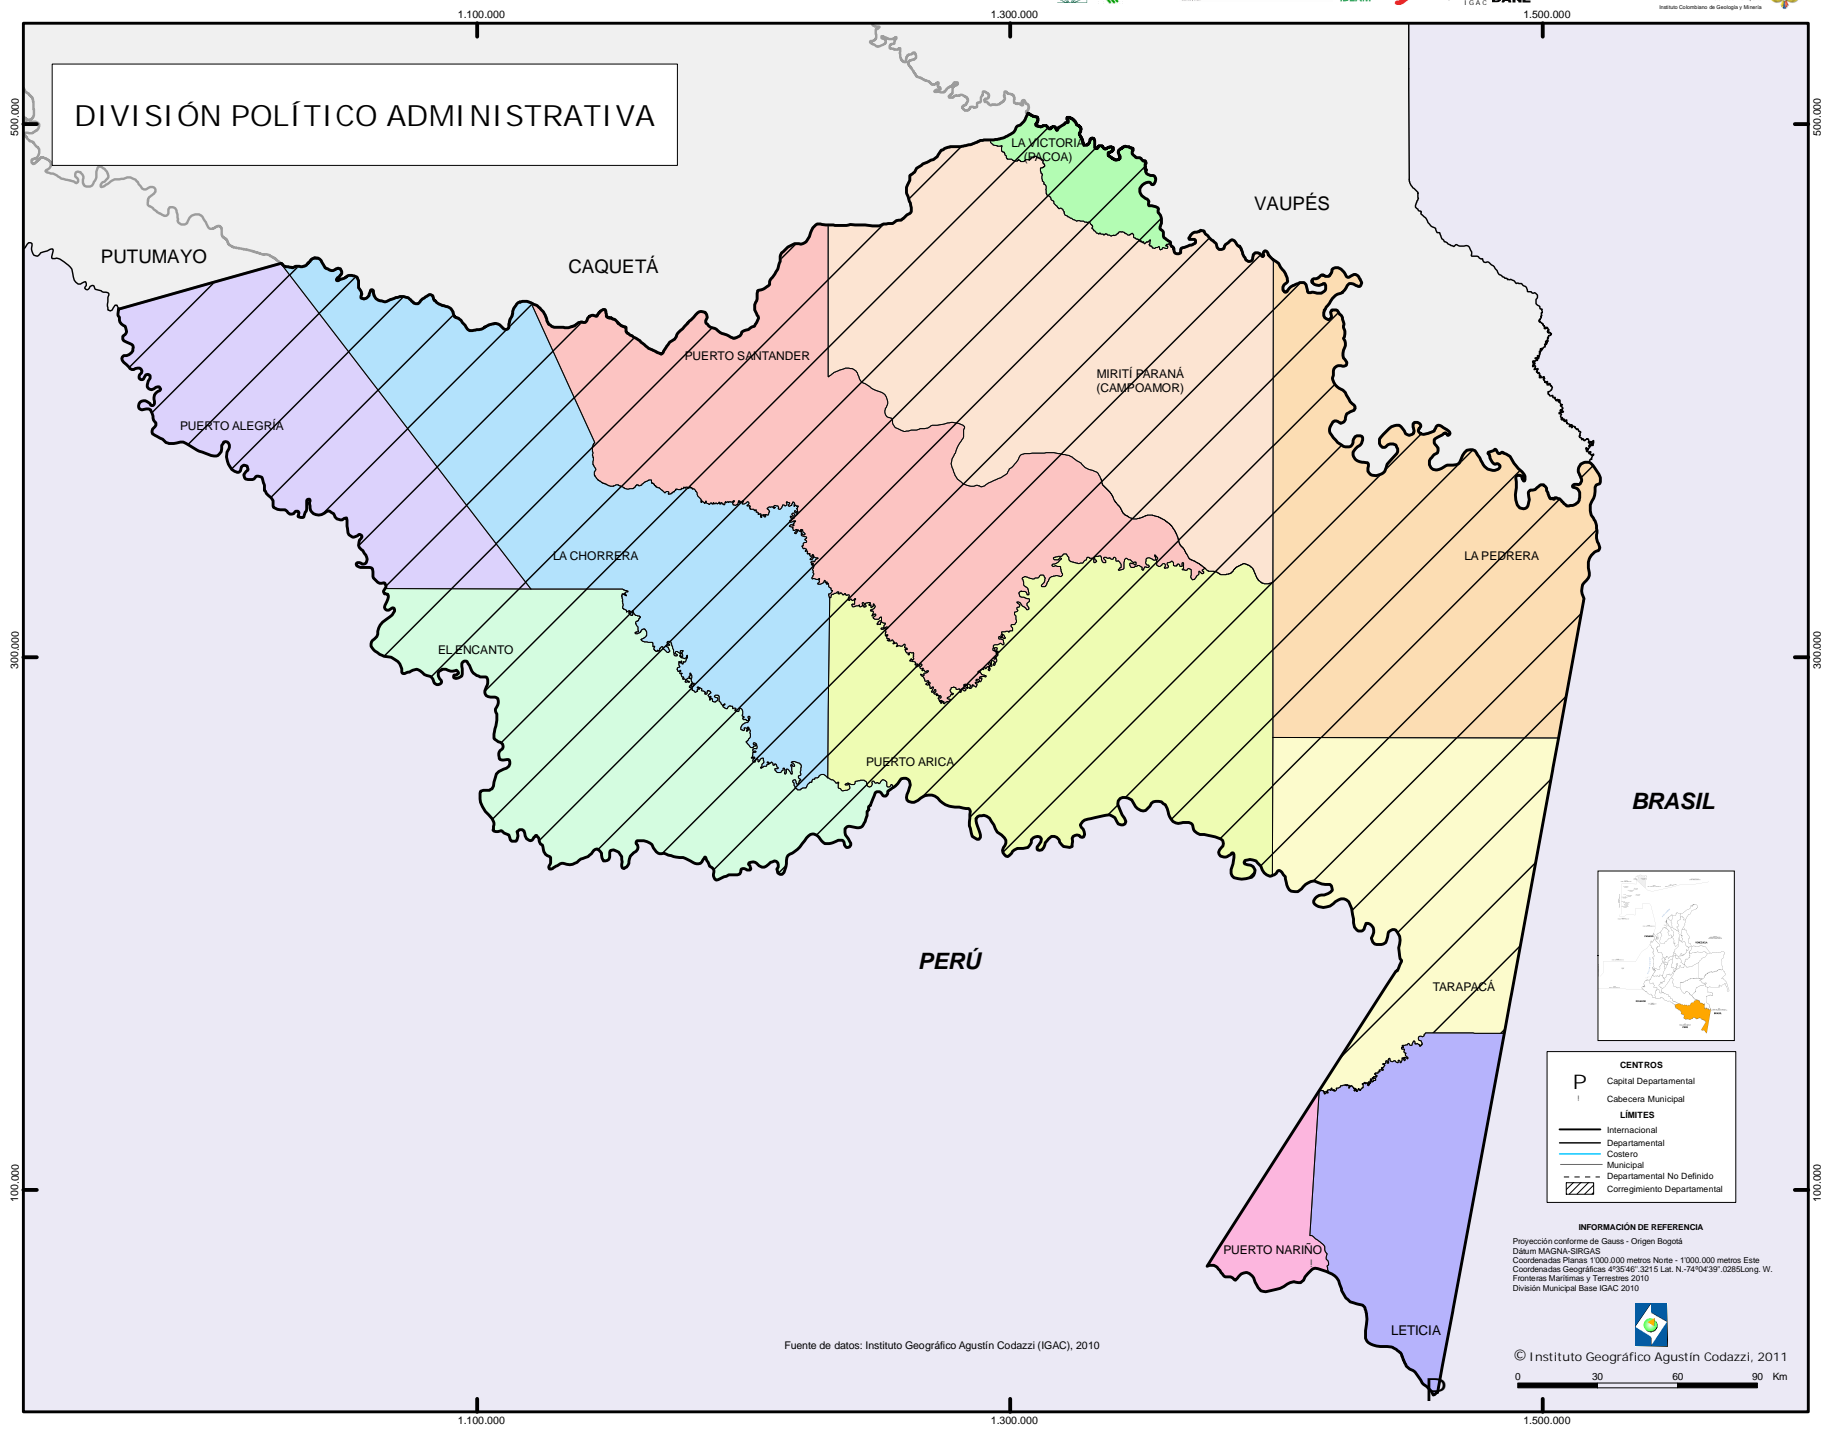 IDEAM
IGAC DANE
Instituto Colombiano de Geología y Minería
1.100.000
1.300.000
1.500.000
500.000
500.000
DIVISIÓN POLÍTICO ADMINISTRATIVA
LA VICTORIA
(PACOA)
VAUPÉS
PUTUMAYO
CAQUETÁ
PUERTO SANTANDER
MIRITÍ PARANÁ
(CAMPOAMOR)
PUERTO ALEGRÍA
LA CHORRERA
LA PEDRERA
300.000
300.000
EL ENCANTO
PUERTO ARICA
BRASIL
PERÚ
TARAPACÁ
CENTROS
P Capital Departamental
Cabecera Municipal
LÍMITES
Internacional
Departamental
Costero
Municipal
Departamental No Definido
Corregimiento Departamental
100.000
100.000
INFORMACIÓN DE REFERENCIA
Proyección conforme de Gauss - Origen Bogotá
Dátum MAGNA-SIRGAS
Coordenadas Planas 1'000.000 metros Norte - 1'000.000 metros Este
Coordenadas Geográficas 4º35'46".3215 Lat. N.-74º04'39".0285Long. W.
Fronteras Marítimas y Terrestres 2010
División Municipal Base IGAC 2010
PUERTO NARIÑO
LETICIA
P
Fuente de datos: Instituto Geográfico Agustín Codazzi (IGAC), 2010
© Instituto Geográfico Agustín Codazzi, 2011
0 30 60 90 Km
1.100.000
1.300.000
1.500.000